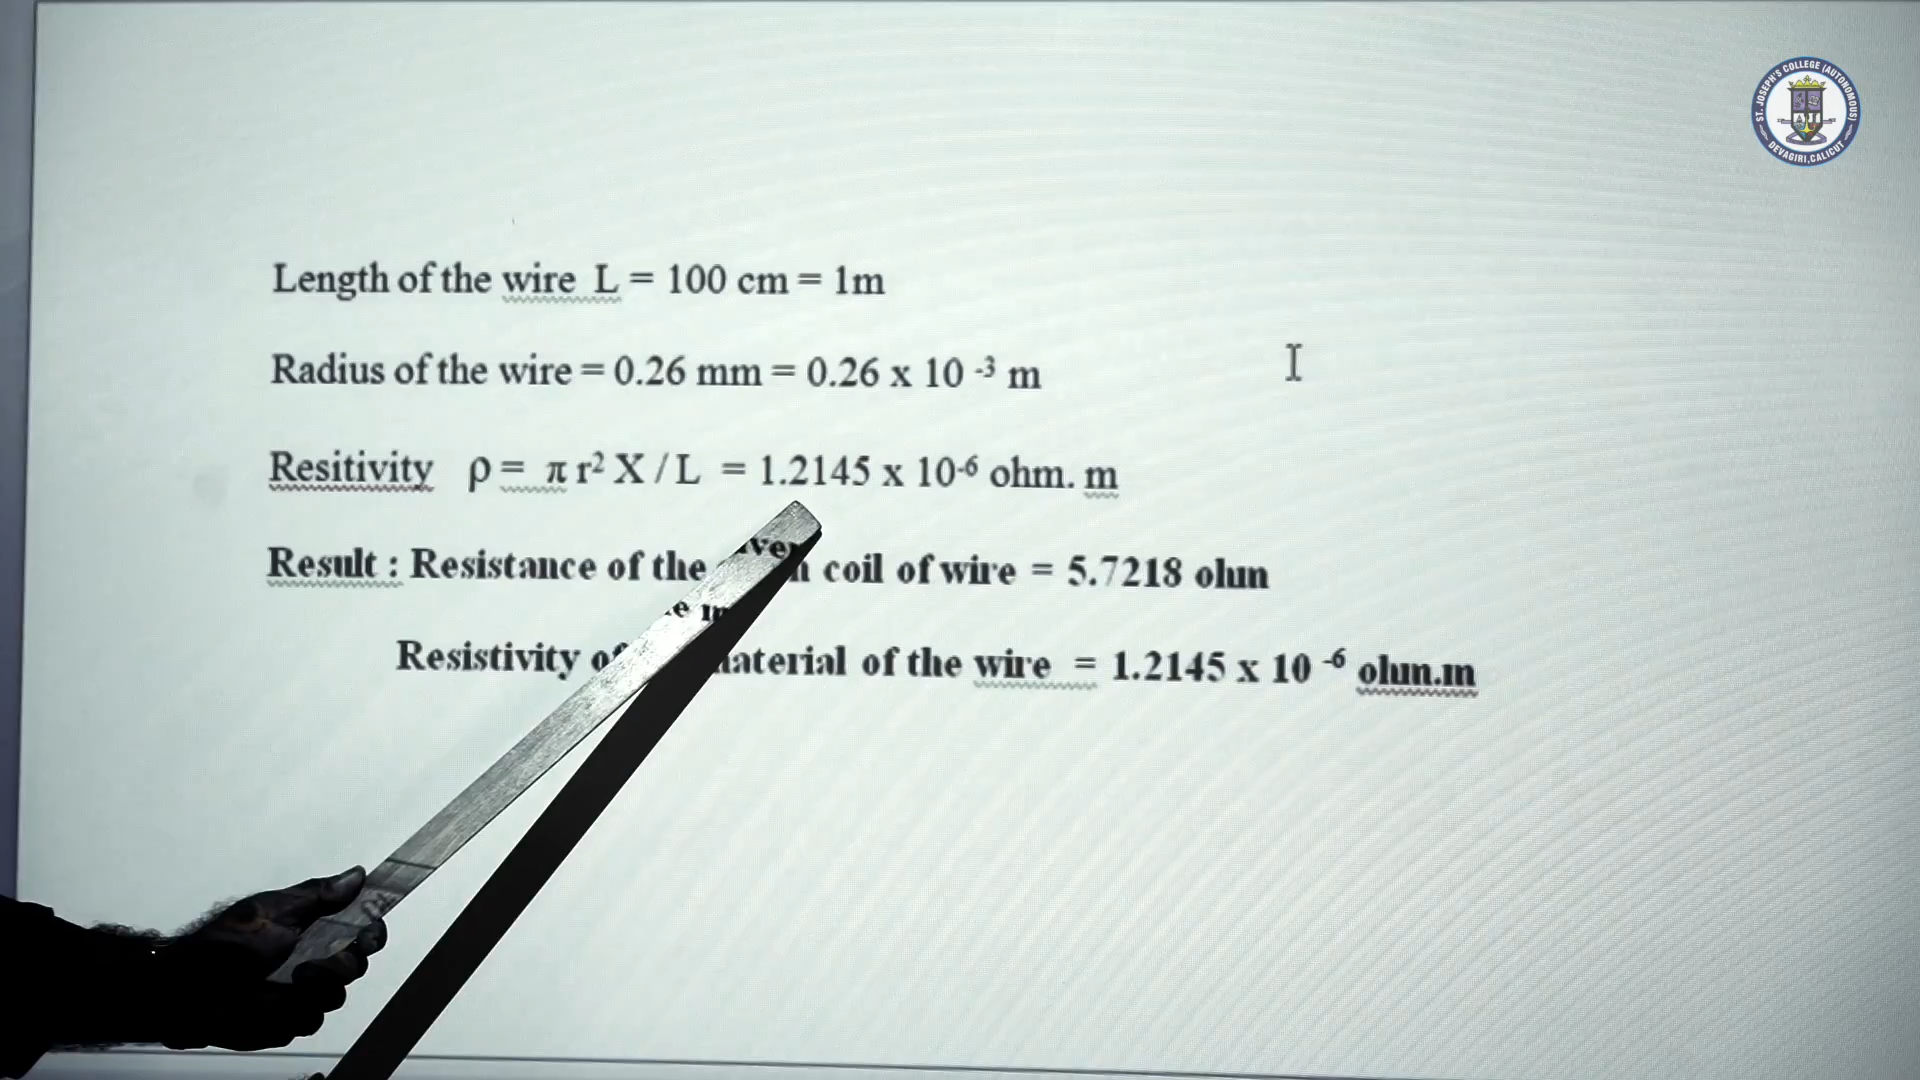 ST. JOSEPH'S COLLEGE (AUTONOMOUS)
DEVAGIRI, CALICUT
Length of the wire L = 100 cm = 1m
Radius of the wire = 0.26 mm = 0.26 x 10 -3 m
Resitivity ρ = π r² X / L = 1.2145 x 10-6 ohm. m
Result : Resistance of the coil of wire = 5.7218 ohm
Resistivity of material of the wire = 1.2145 x 10 -6 ohm.m